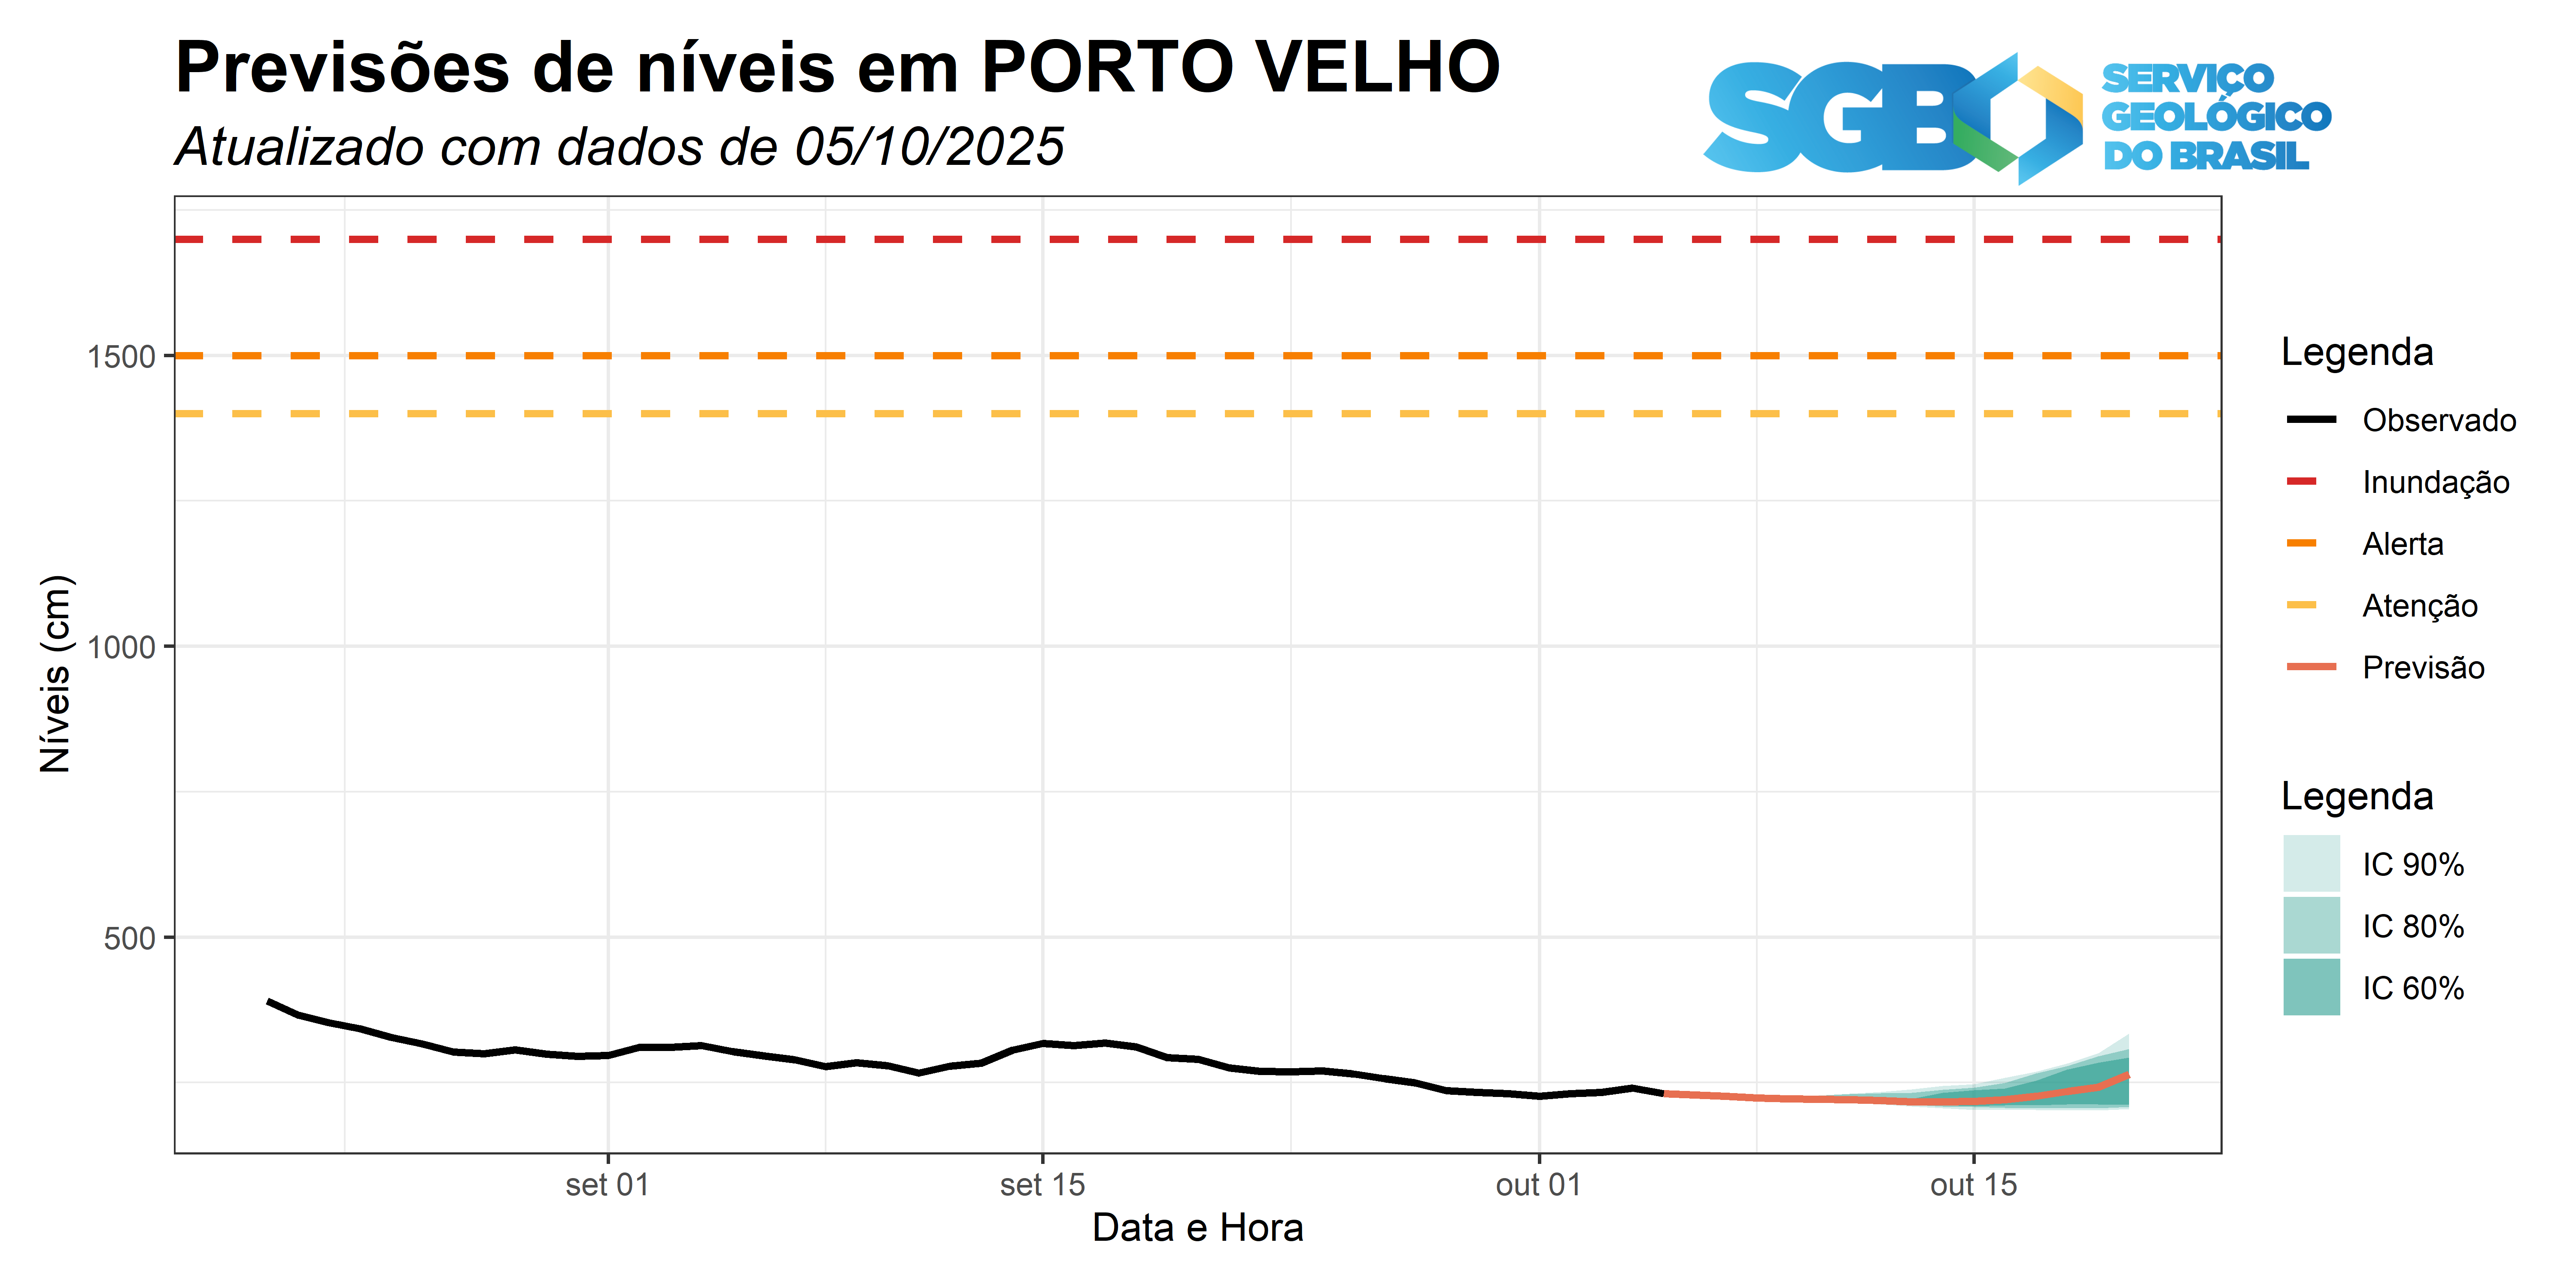 Previsões de níveis em PORTO VELHO
Atualizado com dados de 05/10/2025
SGB
SERVIÇO
GEOLÓGICO
DO BRASIL
Níveis (cm)
1500
1000
500
set 01
set 15
out 01
out 15
Data e Hora
Legenda
Observado
Inundação
Alerta
Atenção
Previsão
Legenda
IC 90%
IC 80%
IC 60%